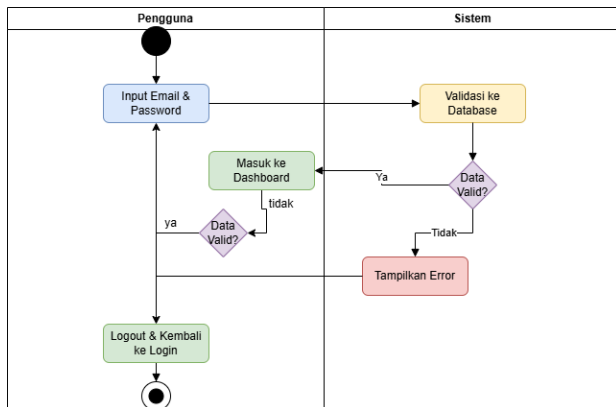 Pengguna
Sistem
Input Email &
Password
Validasi ke
Database
Masuk ke
Dashboard
Ya
Data
Valid?
tidak
ya
Data
Valid?
Tidak
Tampilkan Error
Logout & Kembali
ke Login